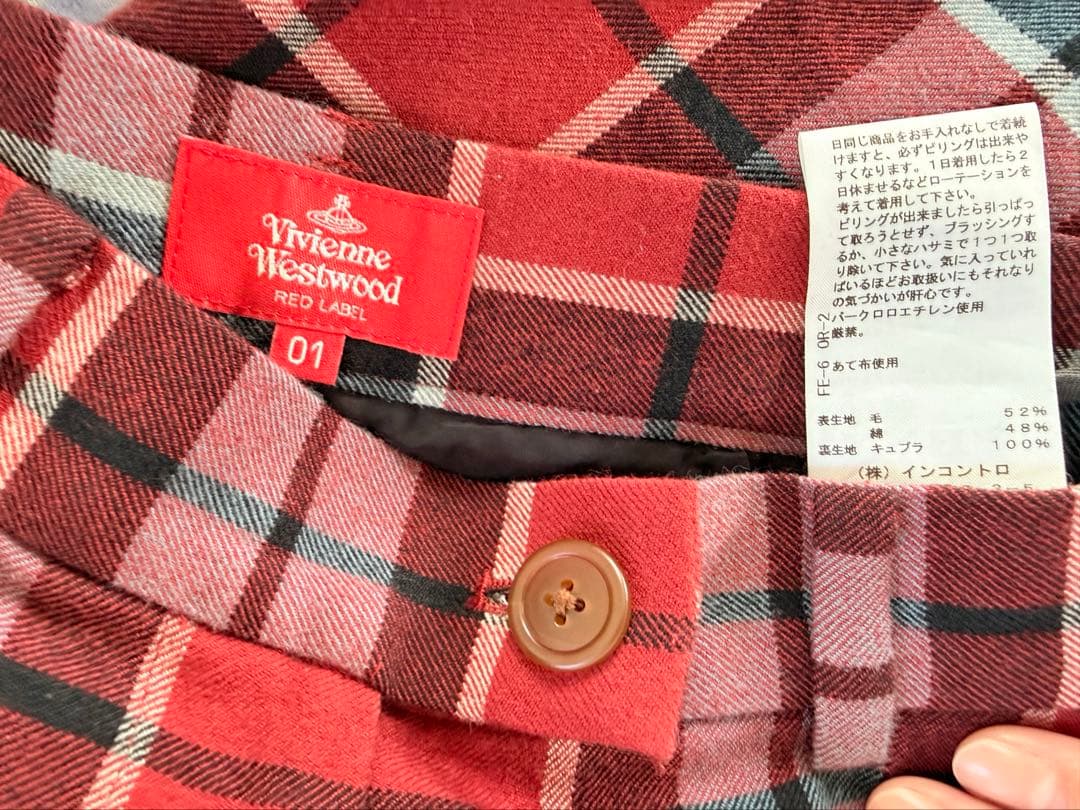 Vivienne
Westwood
RED LABEL
01
日同じ商品をお手入れなしで着続
けますと、必ずピリングは出来や
すくなります。1日着用したら2
日休ませるなどローテーションを
考えて着用して下さい。
ピリングが出来ましたら引っぱっ
て取ろうとせず、ブラッシングす
るか、小さなハサミで1つ1つ取
り除いて下さい。気に入っていれ
ばいるほどお取扱いにもそれなり
の気づかいが肝心です。
パークロロエチレン使用
厳禁。
あて布使用
FE-6 OR-2
表生地 毛 52%
綿 48%
裏生地 キュプラ 100%
(株)インコントロ